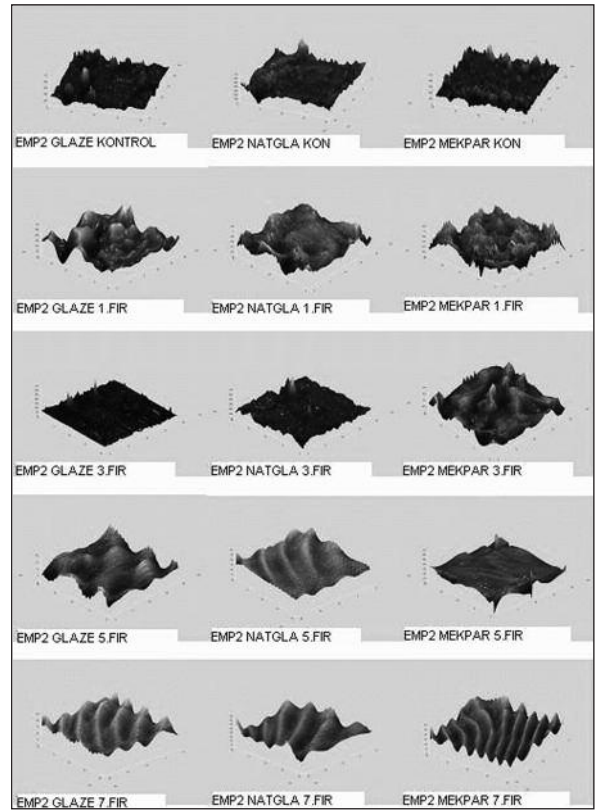 EMP2 GLAZE KONTROL EMP2 NATGLA KON EMP2 MEKPAR KON
EMP2 GLAZE 1.FIR EMP2 NATGLA 1.FIR EMP2 MEKPAR 1.FIR
EMP2 GLAZE 3.FIR EMP2 NATGLA 3.FIR EMP2 MEKPAR 3.FIR
EMP2 GLAZE 5.FIR EMP2 NATGLA 5.FIR EMP2 MEKPAR 5.FIR
EMP2 GLAZE 7.FIR EMP2 NATGLA 7.FIR EMP2 MEKPAR 7.FIR